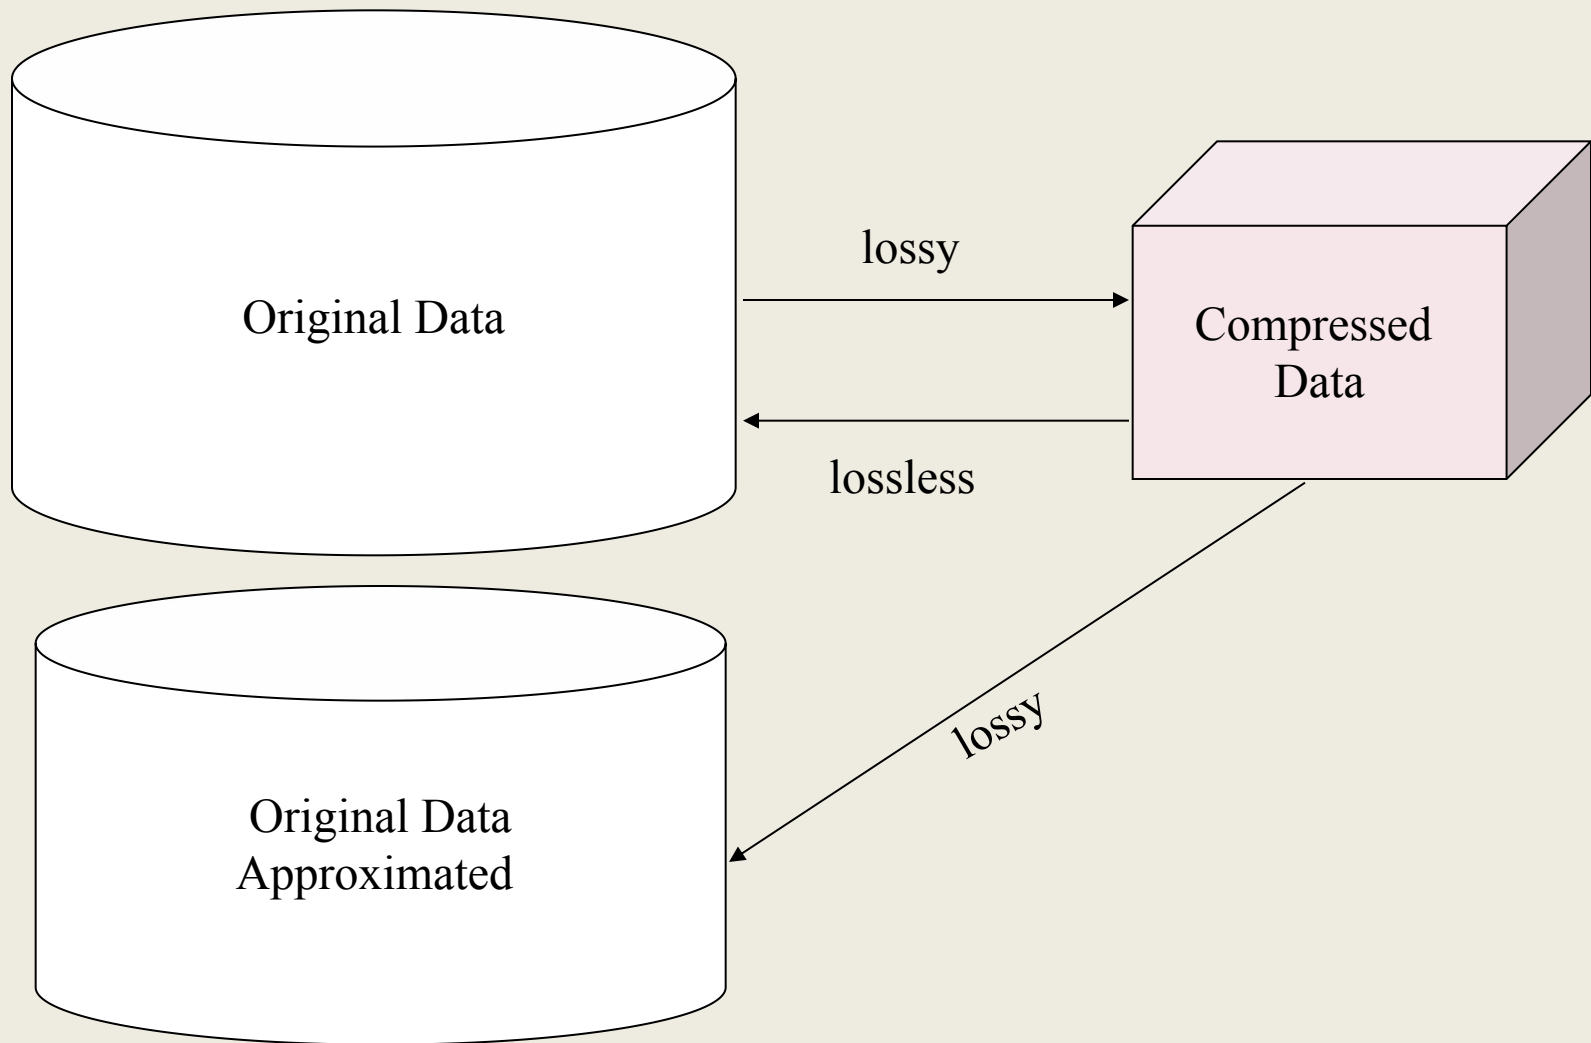 lossy
Original Data
Compressed
Data
lossless
lossy
Original Data
Approximated